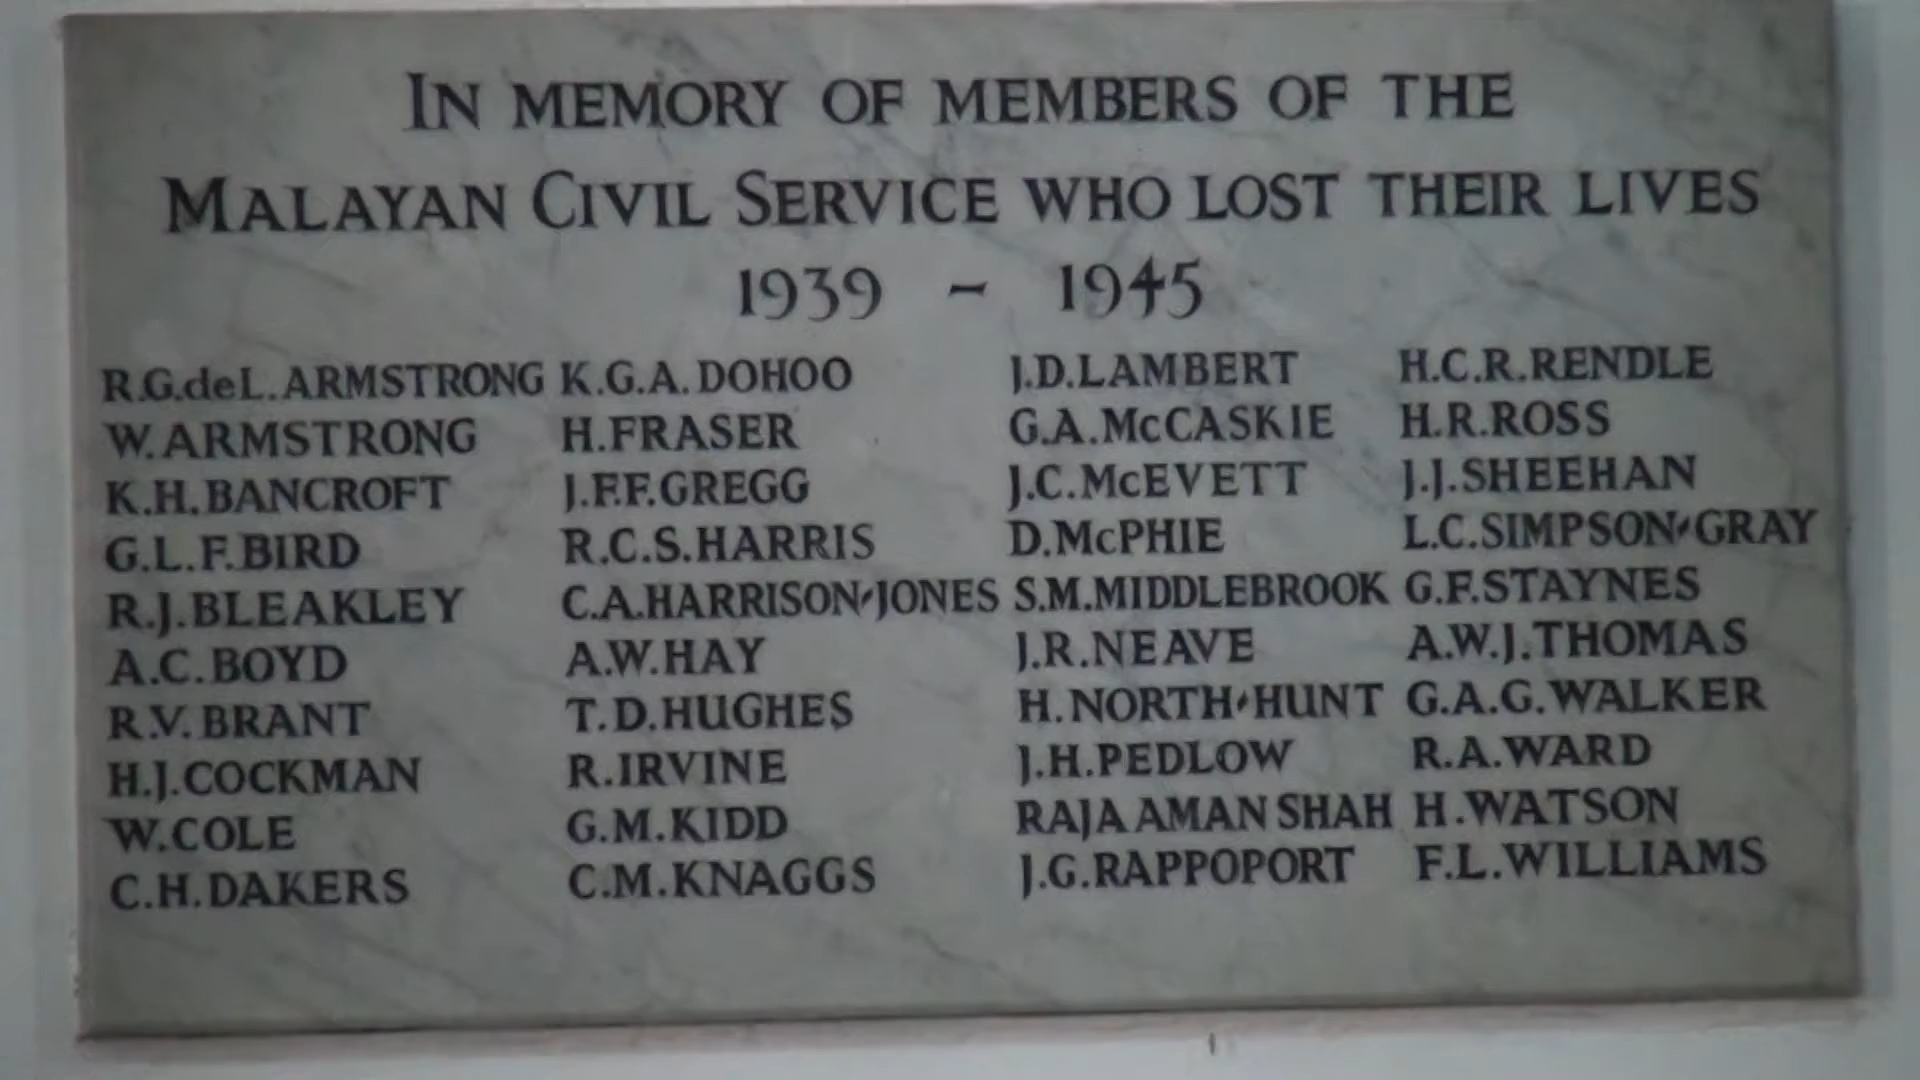 IN MEMORY OF MEMBERS OF THE
MALAYAN CIVIL SERVICE WHO LOST THEIR LIVES
1939 - 1945
R.G.deL.ARMSTRONG K.G.A.DOHOO J.D.LAMBERT H.C.R.RENDLE
W.ARMSTRONG H.FRASER G.A.McCASKIE H.R.ROSS
K.H.BANCROFT J.F.F.GREGG J.C.McEVETT J.J.SHEEHAN
G.L.F.BIRD R.C.S.HARRIS D.McPHIE L.C.SIMPSON-GRAY
R.J.BLEAKLEY C.A.HARRISON-JONES S.M.MIDDLEBROOK G.F.STAYNES
A.C.BOYD A.W.HAY J.R.NEAVE A.W.J.THOMAS
R.V.BRANT T.D.HUGHES H.NORTH-HUNT G.A.G.WALKER
H.J.COCKMAN R.IRVINE J.H.PEDLOW R.A.WARD
W.COLE G.M.KIDD RAJA AMAN SHAH H.WATSON
C.H.DAKERS C.M.KNAGGS J.G.RAPPOPORT F.L.WILLIAMS